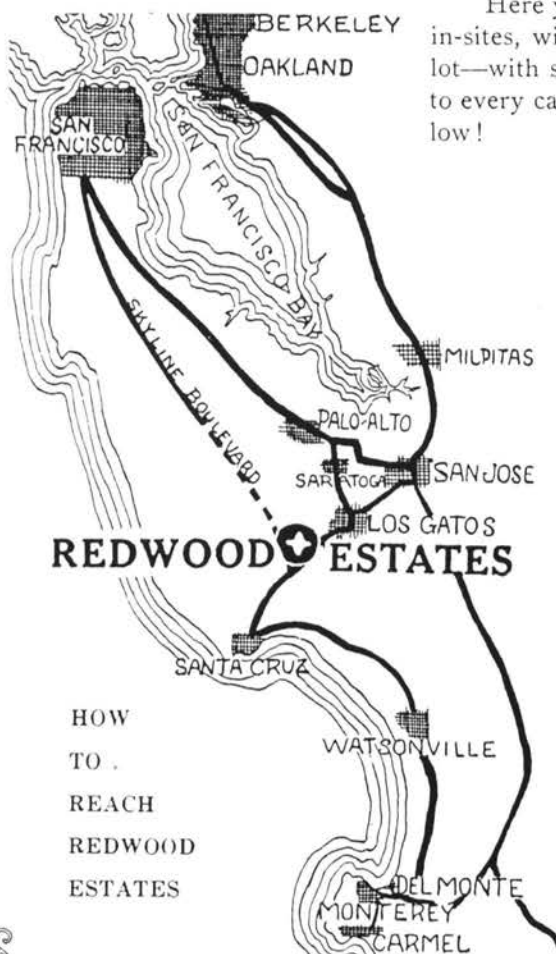 Here y
in-sites, wi
lot—with s
to every ca
low!
BERKELEY
OAKLAND
SAN
FRANCISCO
SAN FRANCISCO BAY
SKYLINE BOULEVARD
MILPITAS
PALO-ALTO
SARATOGA
SAN JOSE
LOS GATOS
REDWOOD ESTATES
SANTA CRUZ
WATSONVILLE
HOW
TO
REACH
REDWOOD
ESTATES
DEL MONTE
MONTEREY
CARMEL